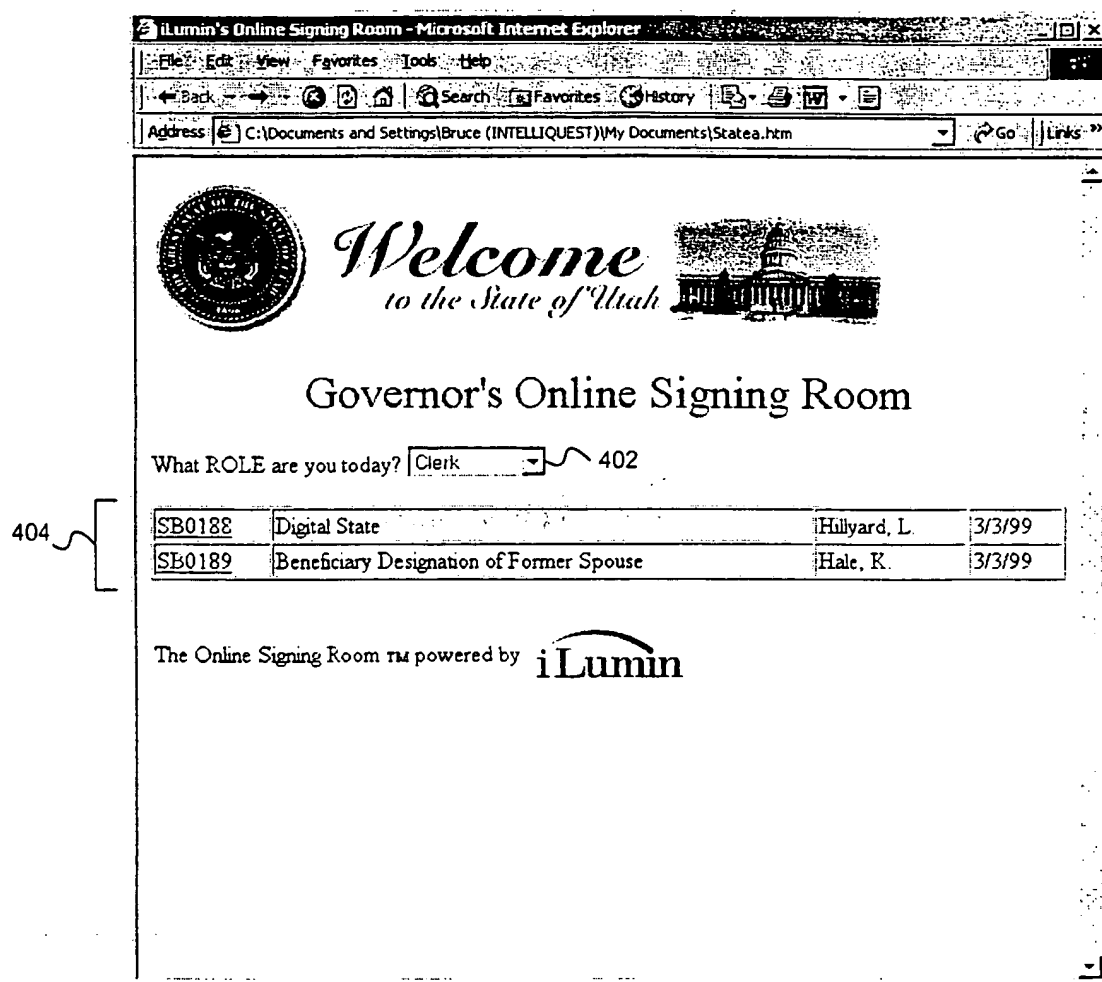 iLumin's Online Signing Room - Microsoft Internet Explorer
File Edit View Favorites Tools Help
Back Search Favorites History
Address C:\Documents and Settings\Bruce (INTELLIQUEST)\My Documents\Statea.htm Go Links »
Welcome
to the State of Utah
Governor's Online Signing Room
What ROLE are you today? Clerk 402
404
SB0188 Digital State Hillyard, L. 3/3/99
SB0189 Beneficiary Designation of Former Spouse Hale, K. 3/3/99
The Online Signing Room TM powered by iLumin